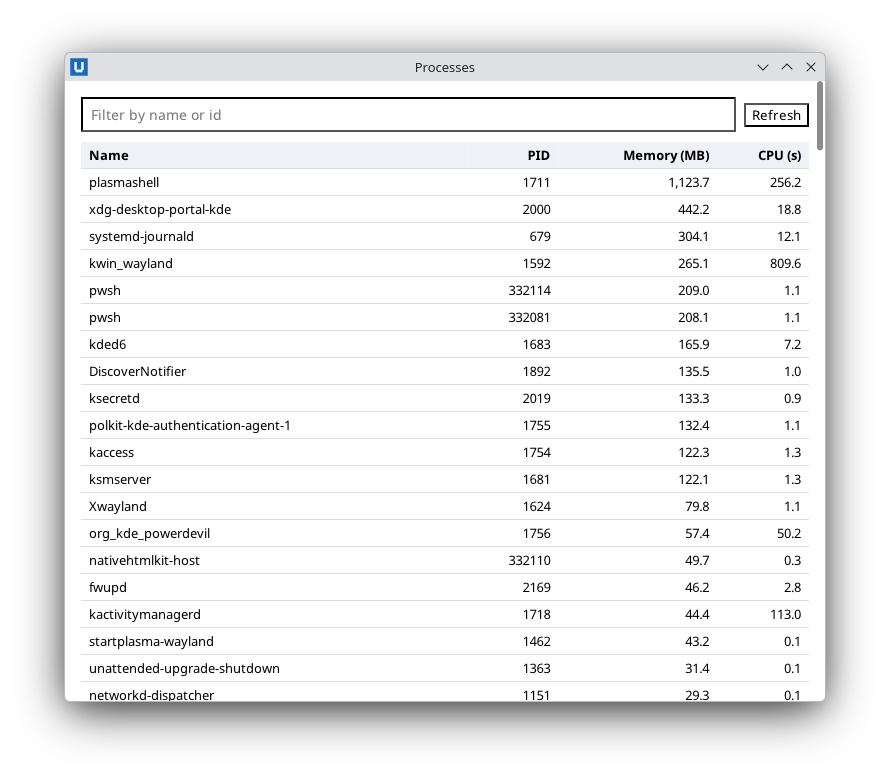 Processes
Filter by name or id Refresh
Name PID Memory (MB) CPU (s)
plasmashell 1711 1,123.7 256.2
xdg-desktop-portal-kde 2000 442.2 18.8
systemd-journald 679 304.1 12.1
kwin_wayland 1592 265.1 809.6
pwsh 332114 209.0 1.1
pwsh 332081 208.1 1.1
kded6 1683 165.9 7.2
DiscoverNotifier 1892 135.5 1.0
ksecretd 2019 133.3 0.9
polkit-kde-authentication-agent-1 1755 132.4 1.1
kaccess 1754 122.3 1.3
ksmserver 1681 122.1 1.3
Xwayland 1624 79.8 1.1
org_kde_powerdevil 1756 57.4 50.2
nativehtmlkit-host 332110 49.7 0.3
fwupd 2169 46.2 2.8
kactivitymanagerd 1718 44.4 113.0
startplasma-wayland 1462 43.2 0.1
unattended-upgrade-shutdown 1363 31.4 0.1
networkd-dispatcher 1151 29.3 0.1